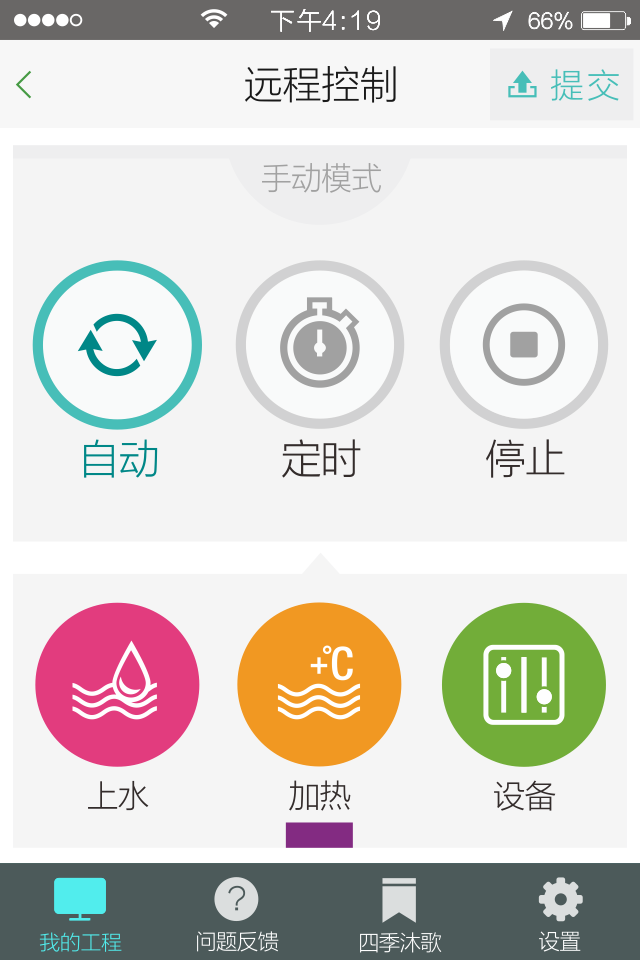 下午4:19
66%
远程控制
提交
手动模式
自动
定时
停止
+°C
上水
加热
设备
我的工程
?
问题反馈
四季沐歌
设置